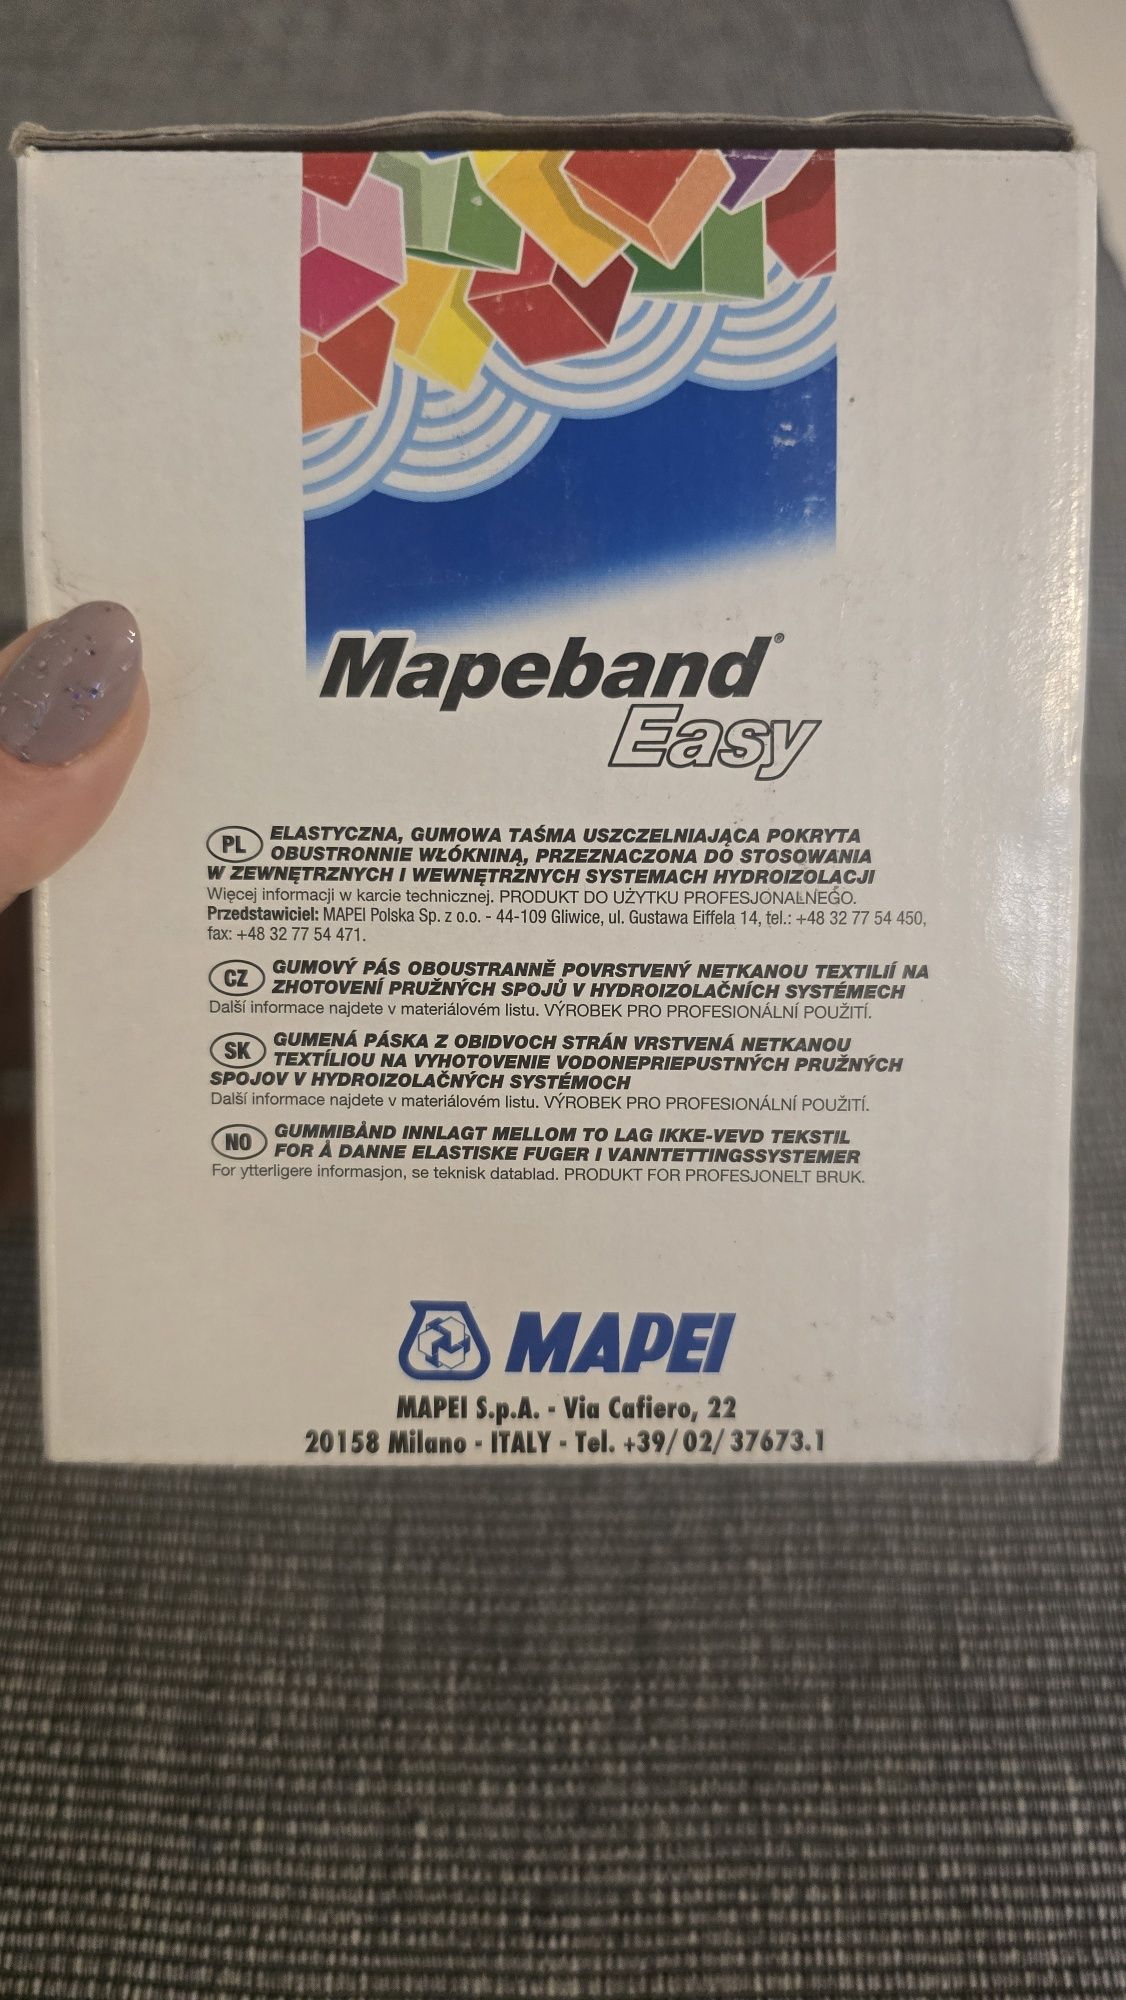 Mapeband®
Easy
PL ELASTYCZNA, GUMOWA TAŚMA USZCZELNIAJĄCA POKRYTA
OBUSTRONNIE WŁÓKNINĄ, PRZEZNACZONA DO STOSOWANIA
W ZEWNĘTRZNYCH I WEWNĘTRZNYCH SYSTEMACH HYDROIZOLACJI
Więcej informacji w karcie technicznej. PRODUKT DO UŻYTKU PROFESJONALNEGO.
Przedstawiciel: MAPEI Polska Sp. z o.o. - 44-109 Gliwice, ul. Gustawa Eiffela 14, tel.: +48 32 77 54 450,
fax: +48 32 77 54 471.
CZ GUMOVÝ PÁS OBOUSTRANNĚ POVRSTVENÝ NETKANOU TEXTILIÍ NA
ZHOTOVENÍ PRUŽNÝCH SPOJŮ V HYDROIZOLAČNÍCH SYSTÉMECH
Další informace najdete v materiálovém listu. VÝROBEK PRO PROFESIONÁLNÍ POUŽITÍ.
SK GUMENÁ PÁSKA Z OBIDVOCH STRÁN VRSTVENÁ NETKANOU
TEXTÍLIOU NA VYHOTOVENIE VODONEPRIEPUSTNÝCH PRUŽNÝCH
SPOJOV V HYDROIZOLAČNÝCH SYSTÉMOCH
Další informace najdete v materiálovém listu. VÝROBEK PRO PROFESIONÁLNÍ POUŽITÍ.
NO GUMMIBÅND INNLAGT MELLOM TO LAG IKKE-VEVD TEKSTIL
FOR Å DANNE ELASTISKE FUGER I VANNTETTINGSSYSTEMER
For ytterligere informasjon, se teknisk datablad. PRODUKT FOR PROFESJONELT BRUK.
MAPEI
MAPEI S.p.A. - Via Cafiero, 22
20158 Milano - ITALY - Tel. +39/02/37673.1